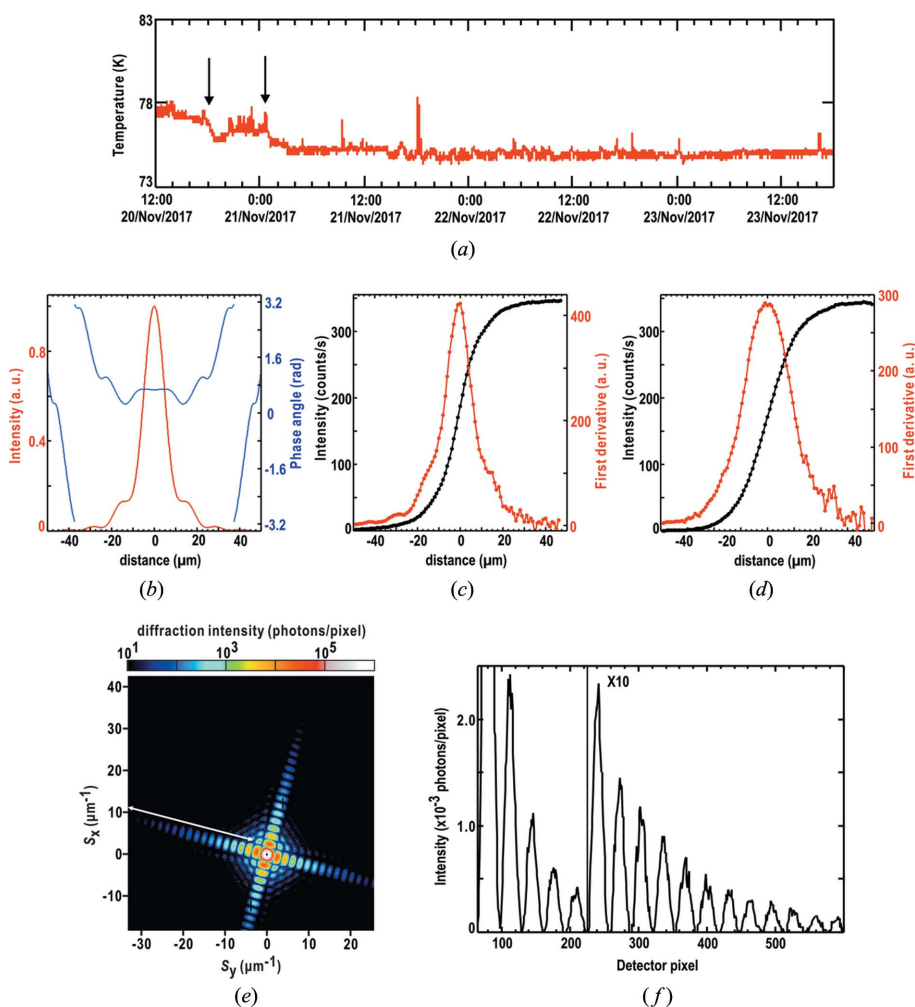 (a)
83
78
73
Temperature (K)
12:00 0:00 12:00 0:00 12:00 0:00 12:00
20/Nov/2017 21/Nov/2017 21/Nov/2017 22/Nov/2017 22/Nov/2017 23/Nov/2017 23/Nov/2017
Intensity (a. u.)
0.8
0.4
0
3.2
1.6
0
-1.6
-3.2
Phase angle (rad)
-40 -20 0 20 40
distance (µm)
(b)
Intensity (counts/s)
300
200
100
0
400
200
0
First derivative (a. u.)
-40 -20 0 20 40
distance (µm)
(c)
Intensity (counts/s)
300
200
100
0
300
200
100
0
First derivative (a. u.)
-40 -20 0 20 40
distance (µm)
(d)
diffraction intensity (photons/pixel)
10¹ 10³ 10⁵
40
30
20
10
0
-10
Sx (µm-1)
-30 -20 -10 0 10 20
Sy (µm-1)
(e)
X10
2.0
1.0
0
Intensity (x10-3 photons/pixel)
100 200 300 400 500
Detector pixel
(f)